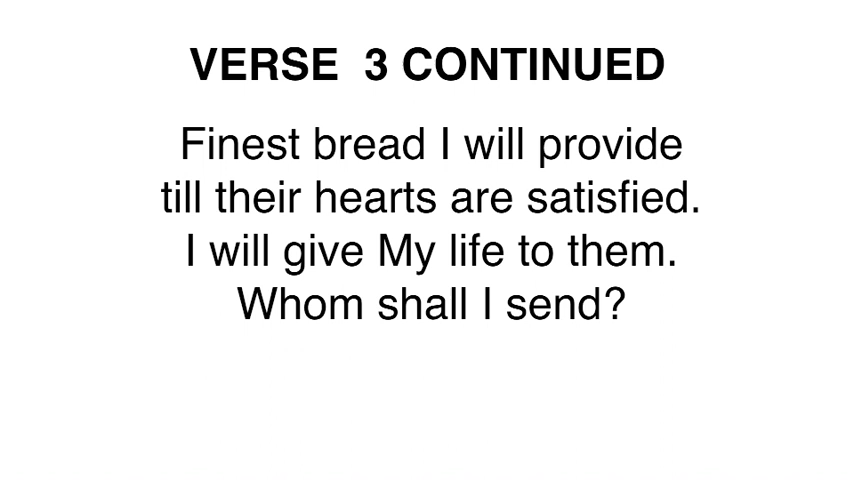 VERSE  3 CONTINUED
Finest bread I will provide
till their hearts are satisfied.
I will give My life to them.
Whom shall I send?